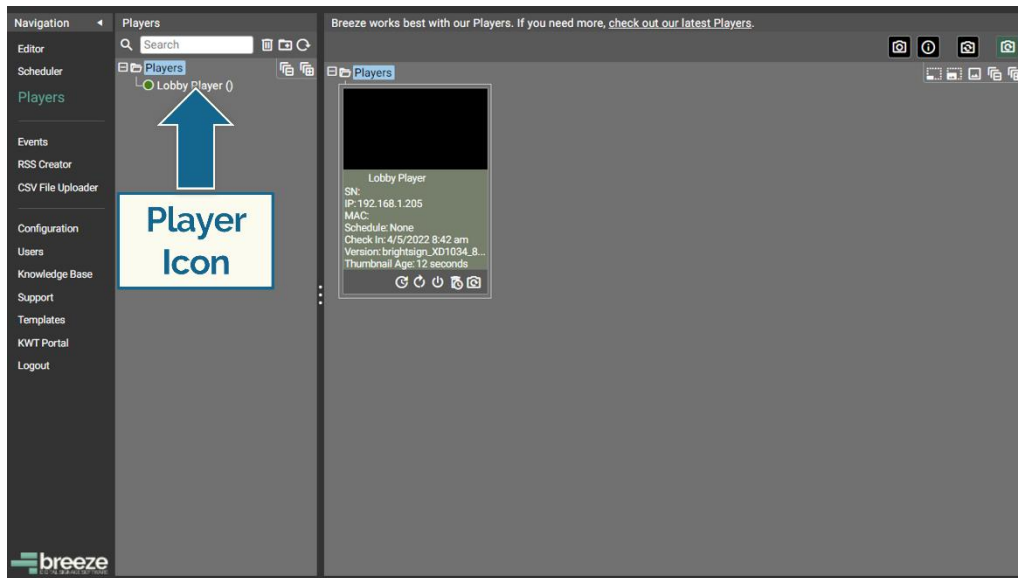 Navigation
Players
Breeze works best with our Players. If you need more, check out our latest Players.
Editor
Search
Scheduler
Players
Players
Players
Lobby Player ()
Events
RSS Creator
CSV File Uploader
Configuration
Users
Knowledge Base
Support
Templates
KWT Portal
Logout
Player
Icon
Lobby Player
SN:
IP:192.168.1.205
MAC:
Schedule: None
Check In: 4/5/2022 8:42 am
Version: brightsign_XD1034_8...
Thumbnail Age: 12 seconds
breeze
DIGITAL SIGNAGE SOFTWARE